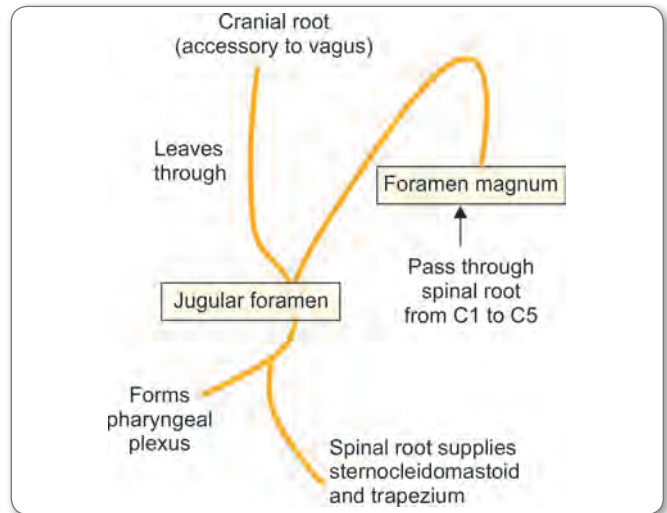 Cranial root
(accessory to vagus)
Leaves
through
Foramen magnum
Pass through
spinal root
from C1 to C5
Jugular foramen
Forms
pharyngeal
plexus
Spinal root supplies
sternocleidomastoid
and trapezium